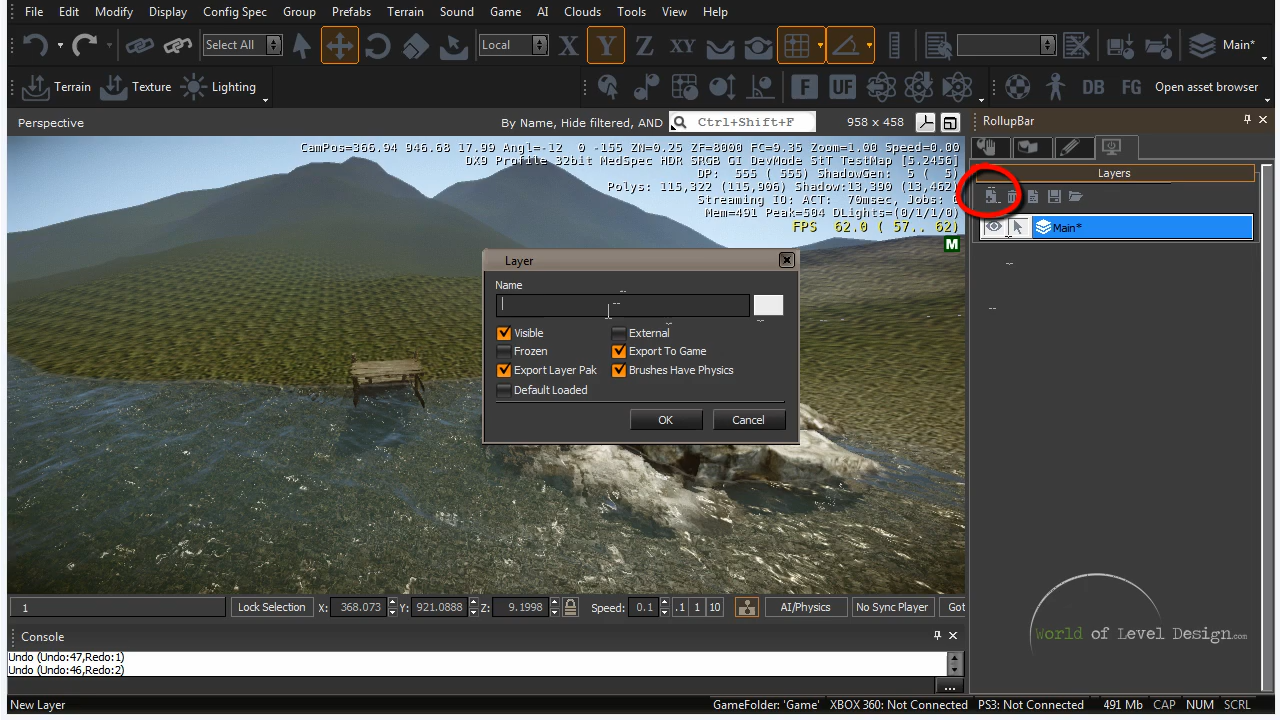 File Edit Modify Display Config Spec Group Prefabs Terrain Sound Game AI Clouds Tools View Help
Select All Local X Y Z XY Main*
Terrain Texture Lighting F UF DB FG Open asset browser
Perspective By Name, Hide filtered, AND Ctrl+Shift+F 958 x 458
RollupBar
CamPos=366.94 946.68 17.99 Angl=-12 0 -155 ZN=0.25 ZF=8000 FC=9.35 Zoom=1.00 Speed=0.00
DX9 Profile 32bit MedSpec HDR SRGB GI DevMode StT TestMap [5.2456]
DP: 555 ( 555) ShadowGen: 5 ( 5)
Polys: 115,322 (115,906) Shadow:13,390 (13,462)
Streaming IO: ACT: 79msec, Jobs:
Mem=491 Peak=504 DLights=(0/1/1/0)
FPS 62.0 ( 57.. 62)
M
Layers
Main*
Layer
Name
Visible External
Frozen Export To Game
Export Layer Pak Brushes Have Physics
Default Loaded
OK Cancel
1 Lock Selection X: 368.073 Y: 921.0888 Z: 9.1998 Speed: 0.1 .1 1 10 AI/Physics No Sync Player Got
World of Level Design.com
Console
Undo (Undo:47,Redo:1)
Undo (Undo:46,Redo:2)
...
New Layer GameFolder: 'Game' XBOX 360: Not Connected PS3: Not Connected 491 Mb CAP NUM SCRL